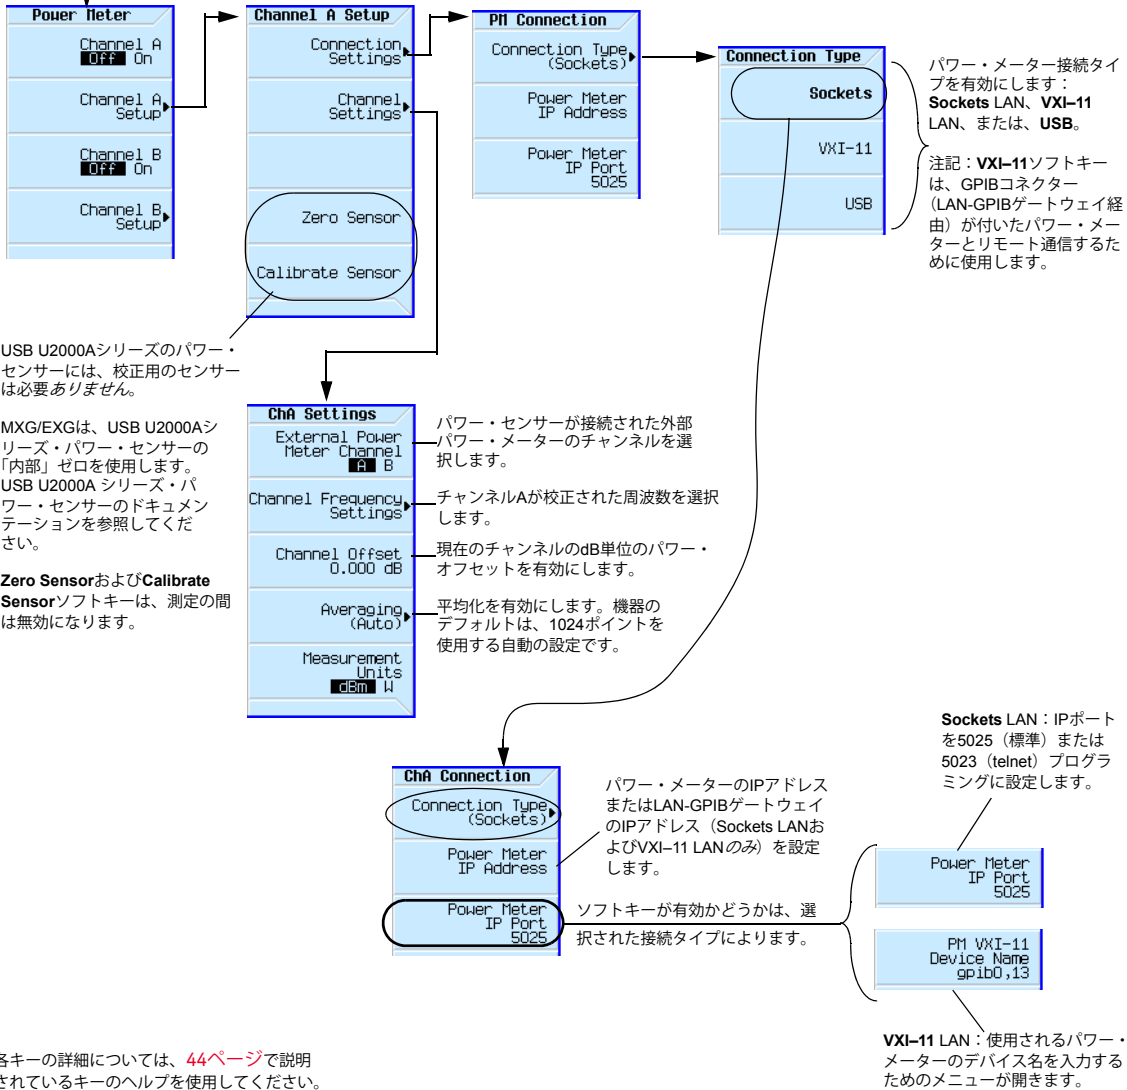 Power Meter
Channel A
Off On
Channel A
Setup
Channel B
Off On
Channel B
Setup
Channel A Setup
Connection
Settings
Channel
Settings
Zero Sensor
Calibrate Sensor
PM Connection
Connection Type
(Sockets)
Power Meter
IP Address
Power Meter
IP Port
5025
Connection Type
Sockets
VXI-11
USB
パワー・メーター接続タイ
プを有効にします：
Sockets LAN、VXI–11
LAN、または、USB。
注記：VXI–11ソフトキー
は、GPIBコネクター
（LAN-GPIBゲートウェイ経
由）が付いたパワー・メー
ターとリモート通信するた
めに使用します。
USB U2000Aシリーズのパワー・
センサーには、校正用のセンサー
は必要ありません。
MXG/EXGは、USB U2000Aシ
リーズ・パワー・センサーの
「内部」ゼロを使用します。
USB U2000A シリーズ・パ
ワー・センサーのドキュメン
テーションを参照してくだ
さい。
Zero SensorおよびCalibrate
Sensorソフトキーは、測定の間
は無効になります。
ChA Settings
External Power
Meter Channel
A B
Channel Frequency
Settings
Channel Offset
0.000 dB
Averaging
(Auto)
Measurement
Units
dBm W
パワー・センサーが接続された外部
パワー・メーターのチャンネルを選
択します。
チャンネルAが校正された周波数を選択
します。
現在のチャンネルのdB単位のパワー・
オフセットを有効にします。
平均化を有効にします。機器の
デフォルトは、1024ポイントを
使用する自動の設定です。
ChA Connection
Connection Type
(Sockets)
Power Meter
IP Address
Power Meter
IP Port
5025
パワー・メーターのIPアドレス
またはLAN-GPIBゲートウェイ
のIPアドレス（Sockets LANお
よびVXI–11 LANのみ）を設定
します。
ソフトキーが有効かどうかは、選
択された接続タイプによります。
Sockets LAN：IPポート
を5025（標準）または
5023（telnet）プログラ
ミングに設定します。
Power Meter
IP Port
5025
PM VXI-11
Device Name
gpib0,13
VXI–11 LAN：使用されるパワー・
メーターのデバイス名を入力する
ためのメニューが開きます。
各キーの詳細については、44ページで説明
されているキーのヘルプを使用してください。